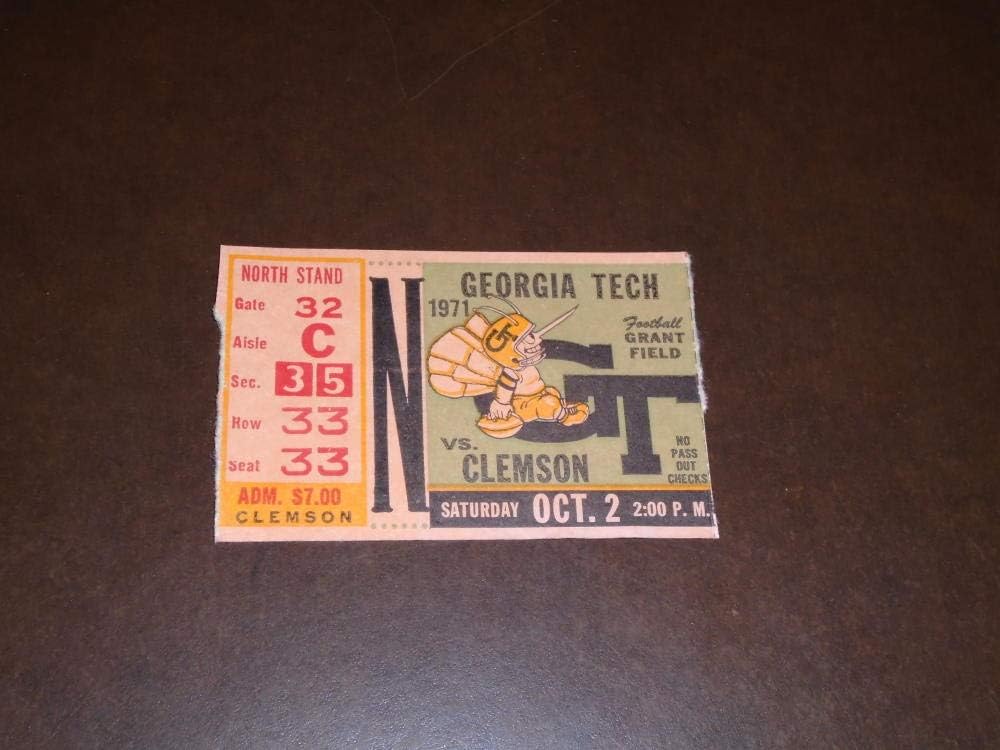 NORTH STAND
Gate 32
Aisle C
Sec. 35
Row 33
Seat 33
ADM. $7.00
CLEMSON
N
GEORGIA TECH
1971
Football
GRANT
FIELD
GT
GT
VS.
CLEMSON
NO
PASS
OUT
CHECKS
SATURDAY OCT. 2 2:00 P. M.